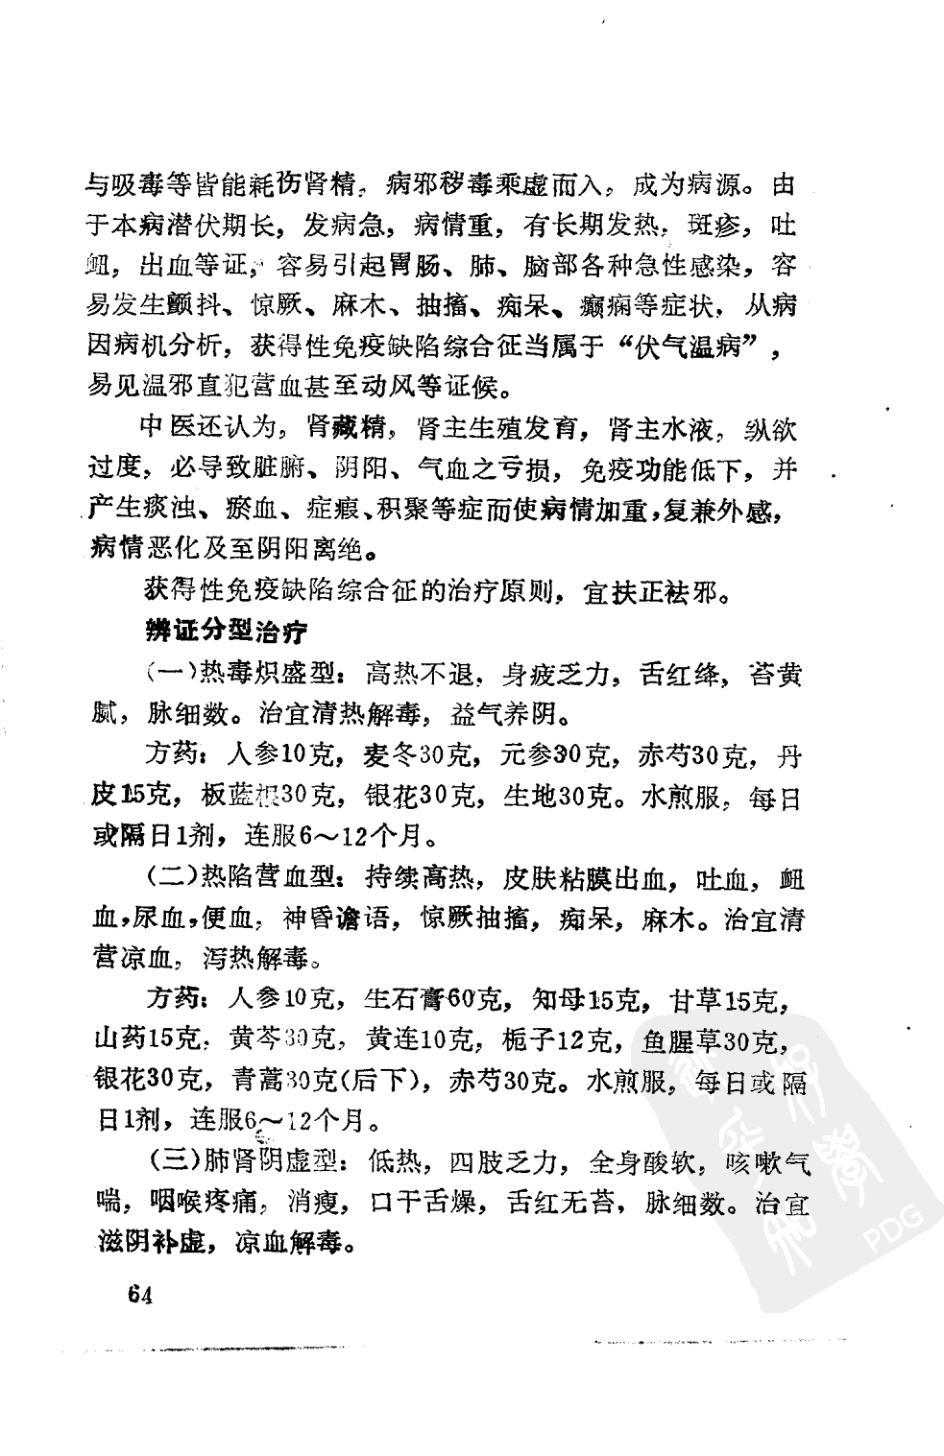 与吸毒等皆能耗伤肾精，病邪秽毒乘虚而入，成为病源。由
于本病潜伏期长，发病急，病情重，有长期发热，斑疹，吐
衄，出血等证，容易引起胃肠、肺、脑部各种急性感染，容
易发生颤抖、惊厥、麻木、抽搐、痴呆、癫痫等症状，从病
因病机分析，获得性免疫缺陷综合征当属于“伏气温病”，
易见温邪直犯营血甚至动风等证候。
中医还认为，肾藏精，肾主生殖发育，肾主水液，纵欲
过度，必导致脏腑、阴阳、气血之亏损，免疫功能低下，并
产生痰浊、瘀血、症瘕、积聚等症而使病情加重，复兼外感，
病情恶化及至阴阳离绝。
获得性免疫缺陷综合征的治疗原则，宜扶正祛邪。
辨证分型治疗
（一）热毒炽盛型：高热不退，身疲乏力，舌红绛，苔黄
腻，脉细数。治宜清热解毒，益气养阴。
方药：人参10克，麦冬30克，元参30克，赤芍30克，丹
皮15克，板蓝根30克，银花30克，生地30克。水煎服，每日
或隔日1剂，连服6～12个月。
（二）热陷营血型：持续高热，皮肤粘膜出血，吐血，衄
血，尿血，便血，神昏谵语，惊厥抽搐，痴呆，麻木。治宜清
营凉血，泻热解毒。
方药：人参10克，生石膏60克，知母15克，甘草15克，
山药15克，黄芩30克，黄连10克，栀子12克，鱼腥草30克，
银花30克，青蒿30克（后下），赤芍30克。水煎服，每日或隔
日1剂，连服6～12个月。
（三）肺肾阴虚型：低热，四肢乏力，全身酸软，咳嗽气
喘，咽喉疼痛，消瘦，口干舌燥，舌红无苔，脉细数。治宜
滋阴补虚，凉血解毒。
64
PDG